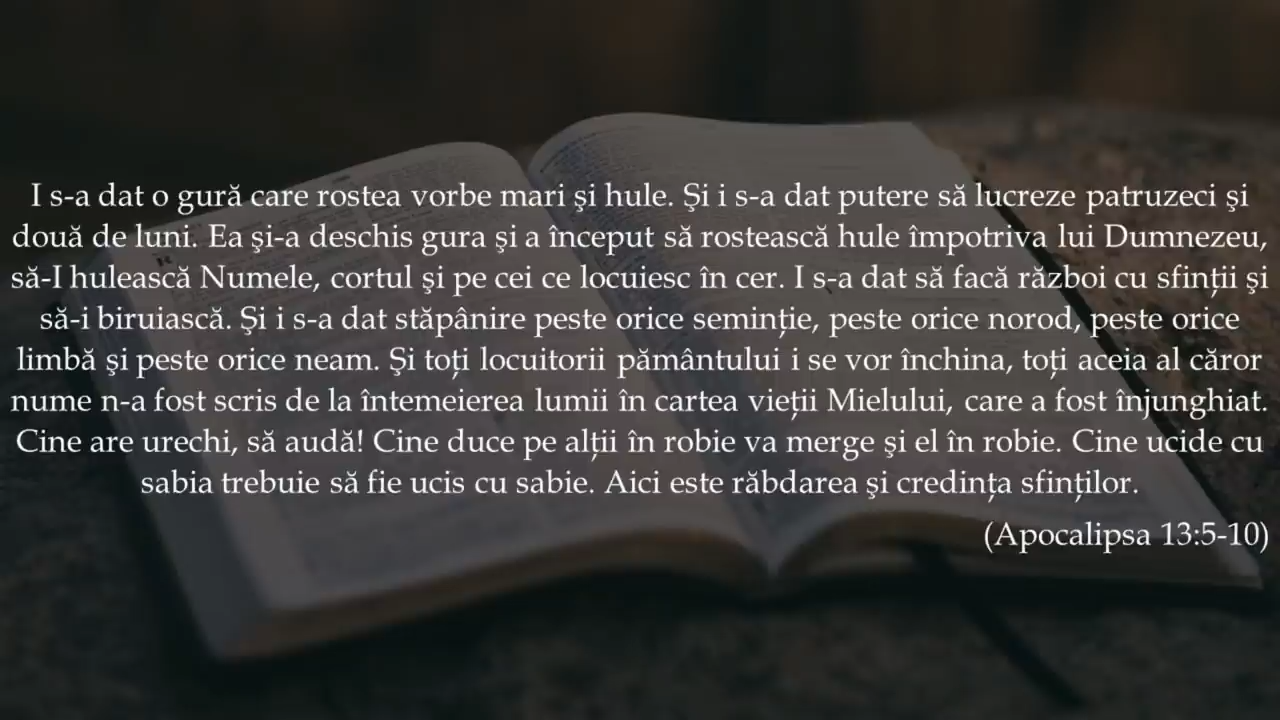 I s-a dat o gură care rostea vorbe mari şi hule. Şi i s-a dat putere să lucreze patruzeci şi
două de luni. Ea şi-a deschis gura şi a început să rostească hule împotriva lui Dumnezeu,
să-I hulească Numele, cortul şi pe cei ce locuiesc în cer. I s-a dat să facă război cu sfinții şi
să-i biruiască. Şi i s-a dat stăpânire peste orice seminție, peste orice norod, peste orice
limbă şi peste orice neam. Şi toți locuitorii pământului i se vor închina, toți aceia al căror
nume n-a fost scris de la întemeierea lumii în cartea vieții Mielului, care a fost înjunghiat.
Cine are urechi, să audă! Cine duce pe alții în robie va merge şi el în robie. Cine ucide cu
sabia trebuie să fie ucis cu sabie. Aici este răbdarea şi credința sfinților.
(Apocalipsa 13:5-10)